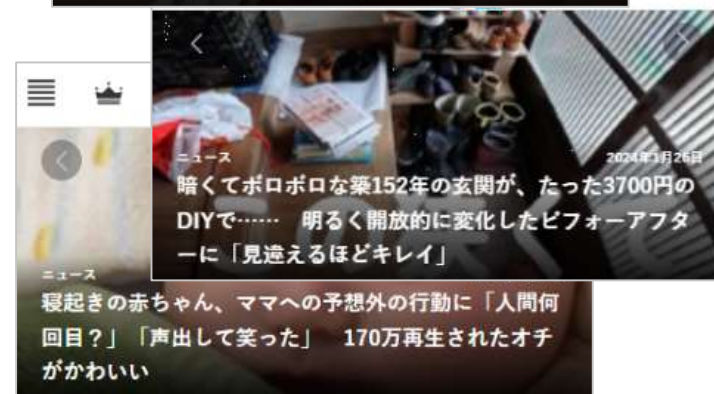 ニュース
2024年1月26日
暗くてボロボロな築152年の玄関が、たった3700円の
DIYで…… 明るく開放的に変化したビフォーアフタ
ーに「見違えるほどキレイ」
ニュース
寝起きの赤ちゃん、ママへの予想外の行動に「人間何
回目？」「声出して笑った」 170万再生されたオチ
がかわいい